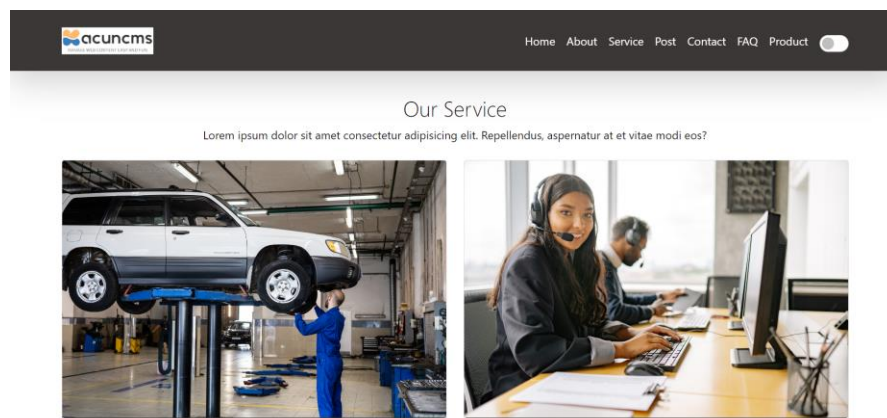 acuncms
Home About Service Post Contact FAQ Product
Our Service
Lorem ipsum dolor sit amet consectetur adipisicing elit. Repellendus, aspernatur at et vitae modi eos?